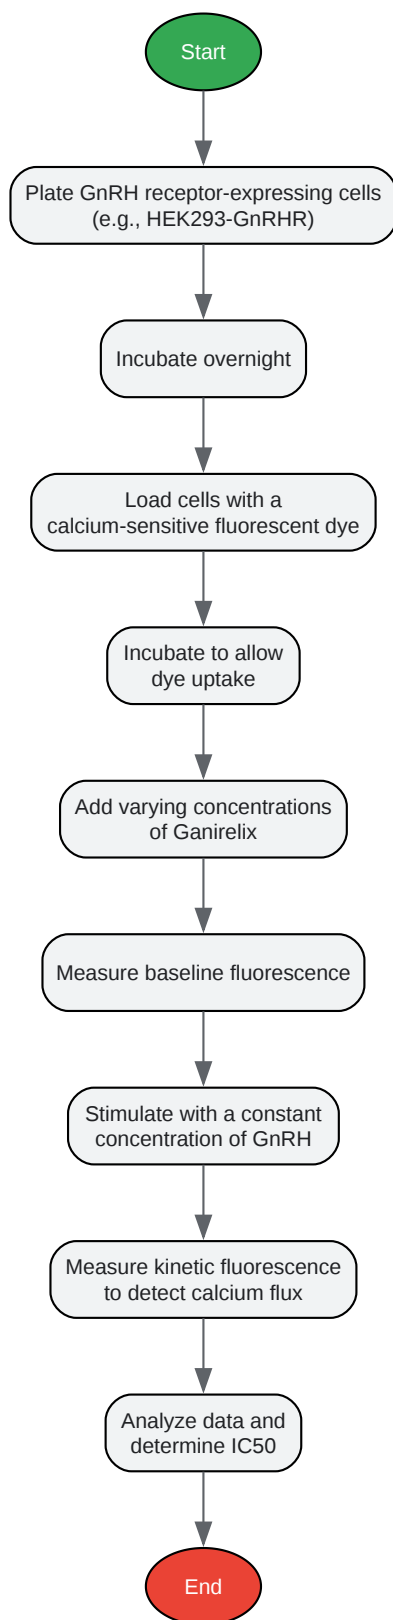 Start
Plate GnRH receptor-expressing cells
(e.g., HEK293-GnRHR)
Incubate overnight
Load cells with a
calcium-sensitive fluorescent dye
Incubate to allow
dye uptake
Add varying concentrations
of Ganirelix
Measure baseline fluorescence
Stimulate with a constant
concentration of GnRH
Measure kinetic fluorescence
to detect calcium flux
Analyze data and
determine IC50
End